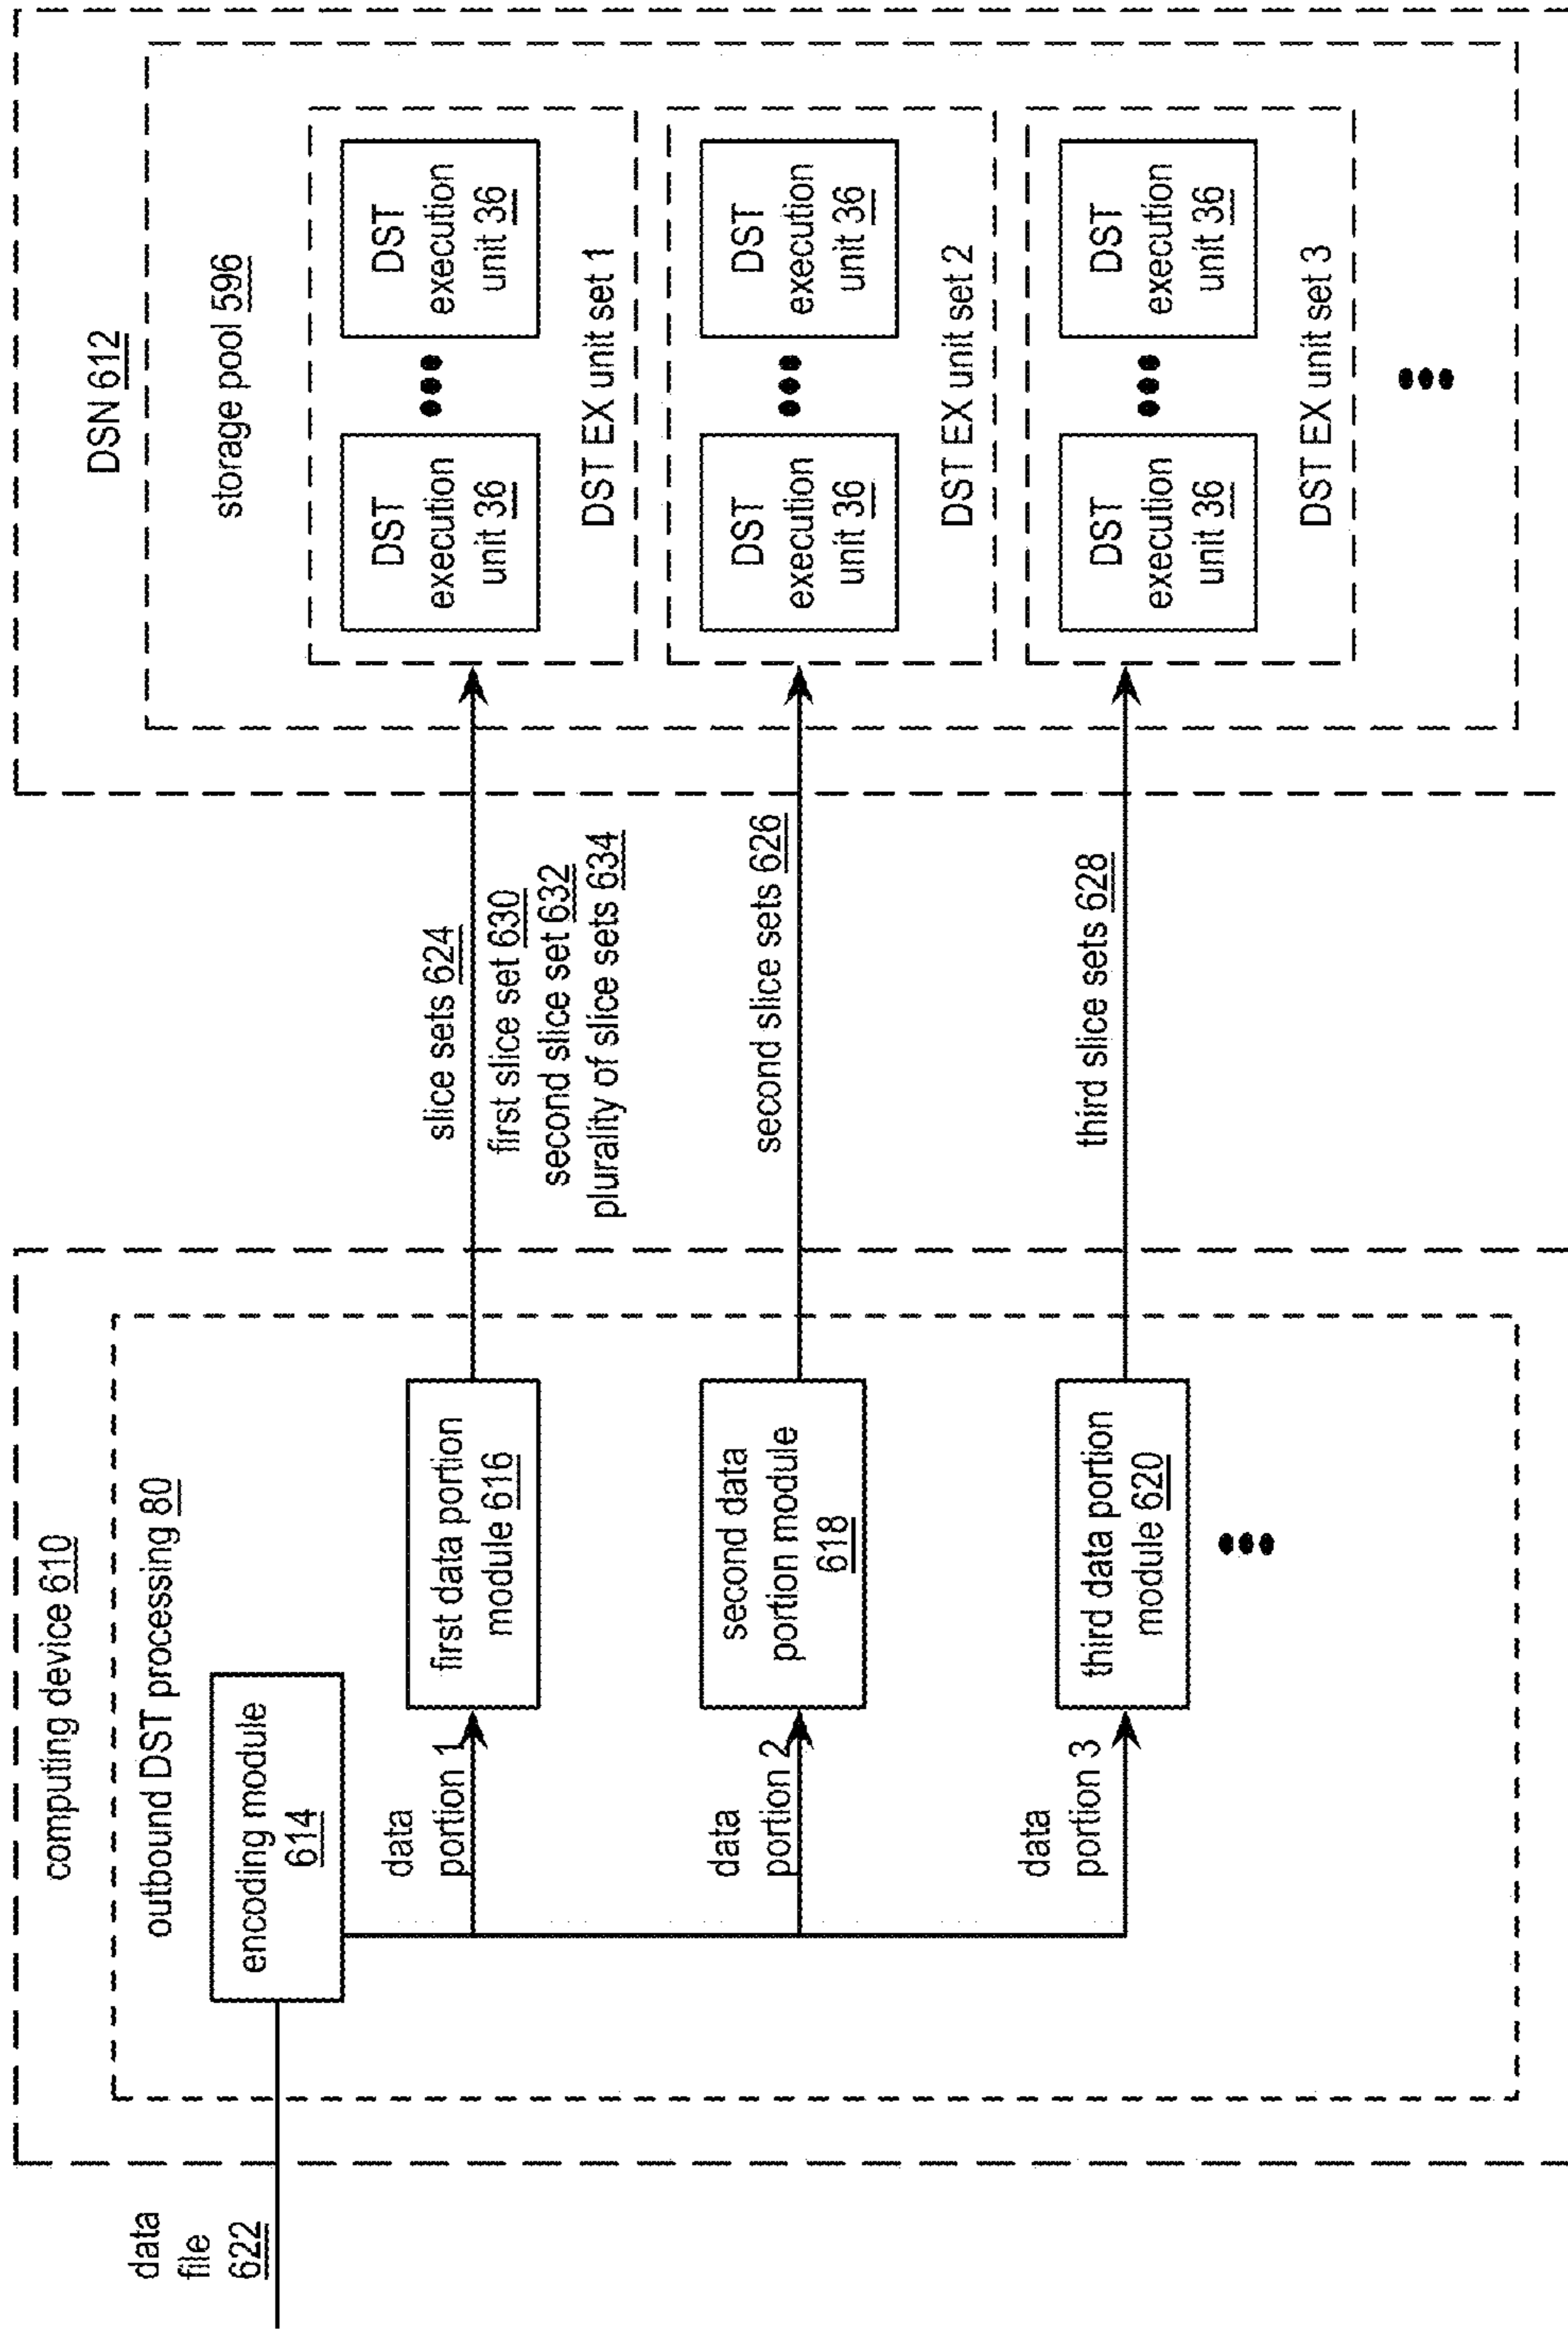 computing device 610
outbound DST processing 80
data
file
622
encoding module
614
data
portion 1
first data portion
module 616
data
portion 2
second data
portion module
618
data
portion 3
third data portion
module 620
slice sets 624
first slice set 630
second slice set 632
plurality of slice sets 634
second slice sets 626
third slice sets 628
DSN 612
storage pool 596
DST
execution
unit 36
DST
execution
unit 36
DST EX unit set 1
DST
execution
unit 36
DST
execution
unit 36
DST EX unit set 2
DST
execution
unit 36
DST
execution
unit 36
DST EX unit set 3